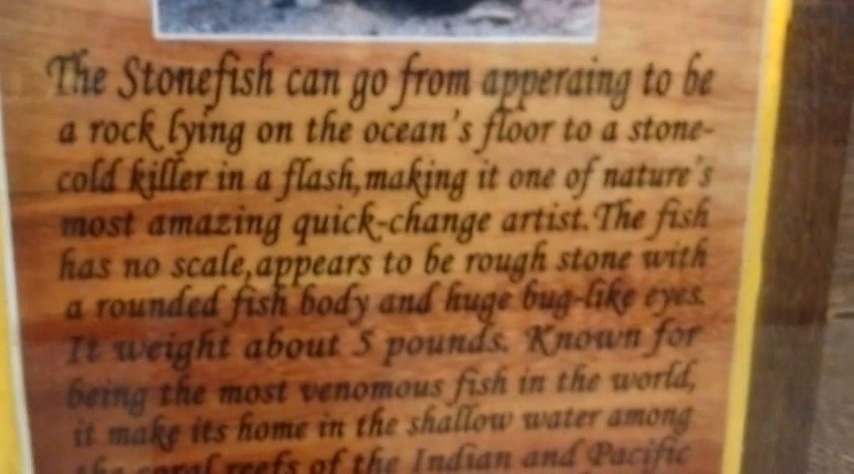 The Stonefish can go from apperaing to be
a rock lying on the ocean's floor to a stone-
cold killer in a flash,making it one of nature's
most amazing quick-change artist.The fish
has no scale,appears to be rough stone with
a rounded fish body and huge bug-like eyes.
It weight about 5 pounds. Known for
being the most venomous fish in the world,
it make its home in the shallow water among
the coral reefs of the Indian and Pacific